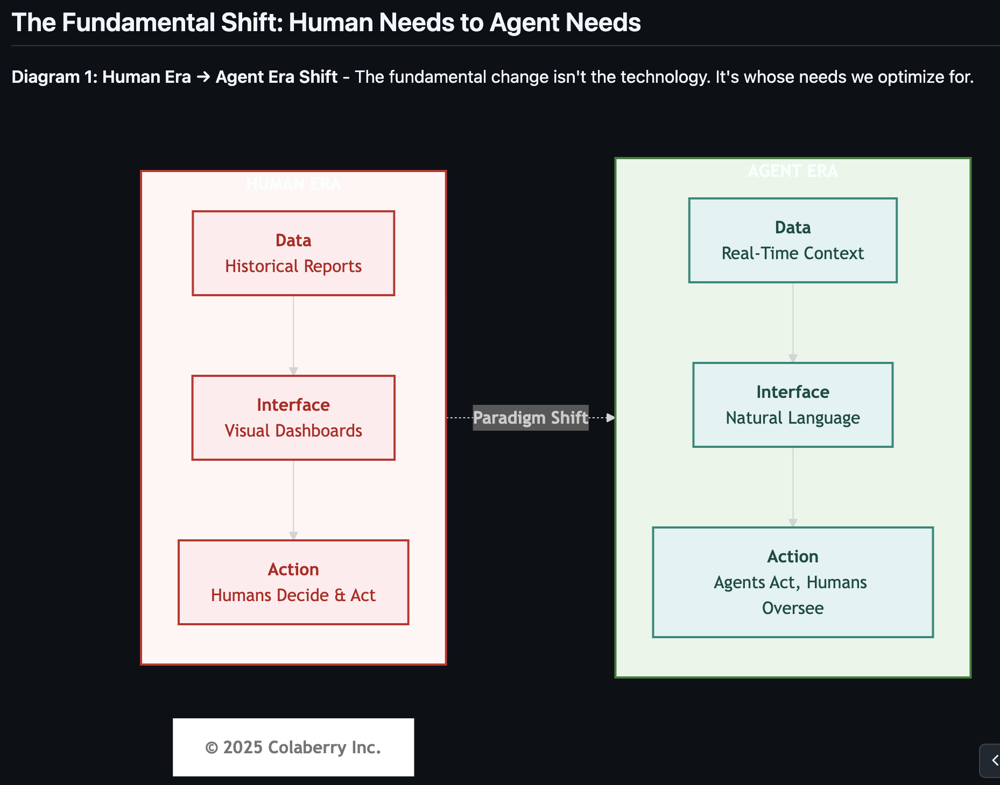 The Fundamental Shift: Human Needs to Agent Needs
Diagram 1: Human Era → Agent Era Shift - The fundamental change isn't the technology. It's whose needs we optimize for.
HUMAN ERA
Data
Historical Reports
Interface
Visual Dashboards
Action
Humans Decide & Act
Paradigm Shift
AGENT ERA
Data
Real-Time Context
Interface
Natural Language
Action
Agents Act, Humans
Oversee
© 2025 Colaberry Inc.